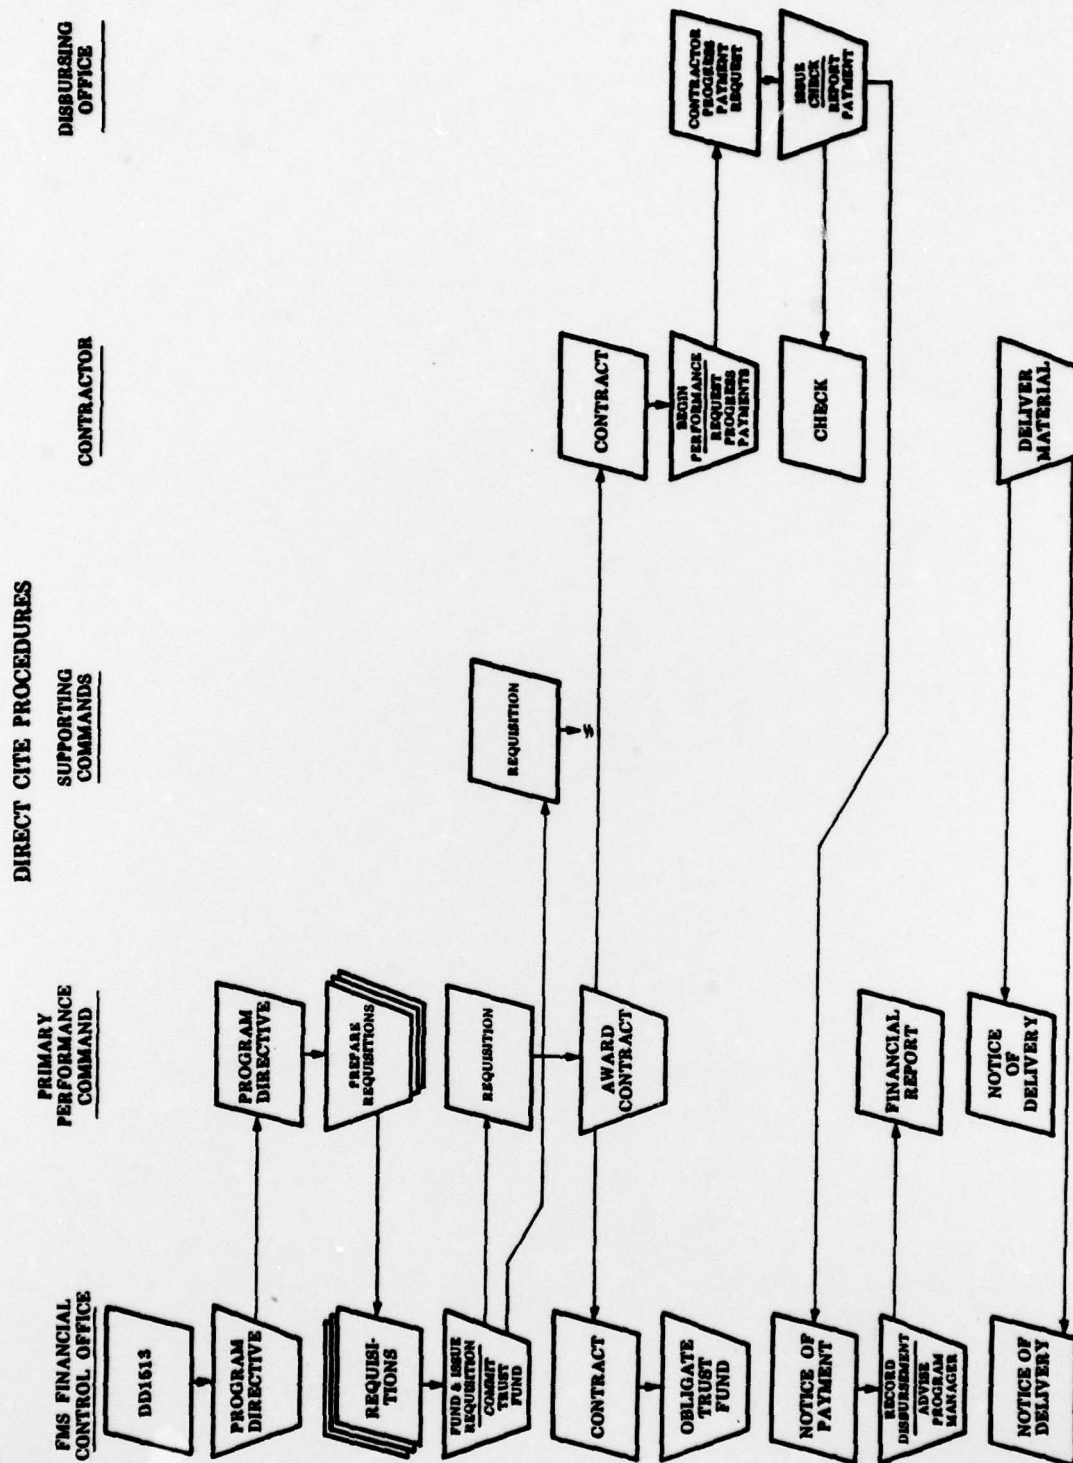 DIRECT CITE PROCEDURES
FMS FINANCIAL
CONTROL OFFICE
PRIMARY
PERFORMANCE
COMMAND
SUPPORTING
COMMANDS
CONTRACTOR
DISBURSING
OFFICE
DD1513
PROGRAM
DIRECTIVE
PROGRAM
DIRECTIVE
PREPARE
REQUISITIONS
REQUISI-
TIONS
FUND & ISSUE
REQUISITION
COMMIT
TRUST
FUND
REQUISITION
REQUISITION
AWARD
CONTRACT
CONTRACT
CONTRACT
OBLIGATE
TRUST
FUND
BEGIN
PERFORMANCE
REQUEST
PROGRESS
PAYMENTS
CONTRACTOR
PROGRESS
PAYMENT
REQUEST
ISSUE
CHECK
REPORT
PAYMENT
CHECK
NOTICE OF
PAYMENT
RECORD
DISBURSEMENT
ADVISE
PROGRAM
MANAGER
FINANCIAL
REPORT
DELIVER
MATERIAL
NOTICE
OF
DELIVERY
NOTICE OF
DELIVERY